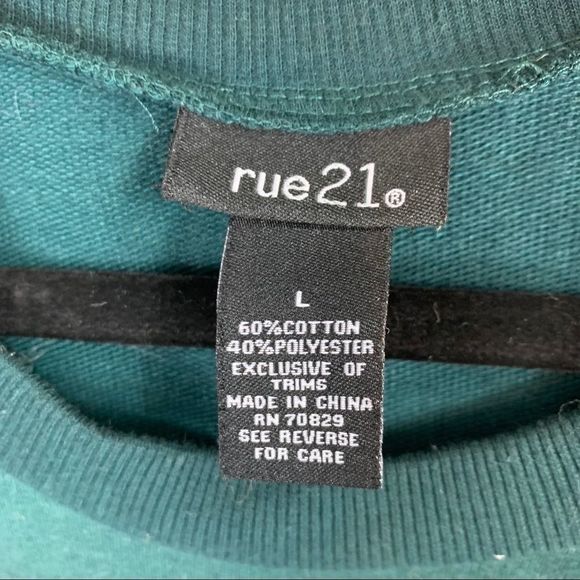 rue21®
L
60%COTTON
40%POLYESTER
EXCLUSIVE OF
TRIMS
MADE IN CHINA
RN 70829
SEE REVERSE
FOR CARE